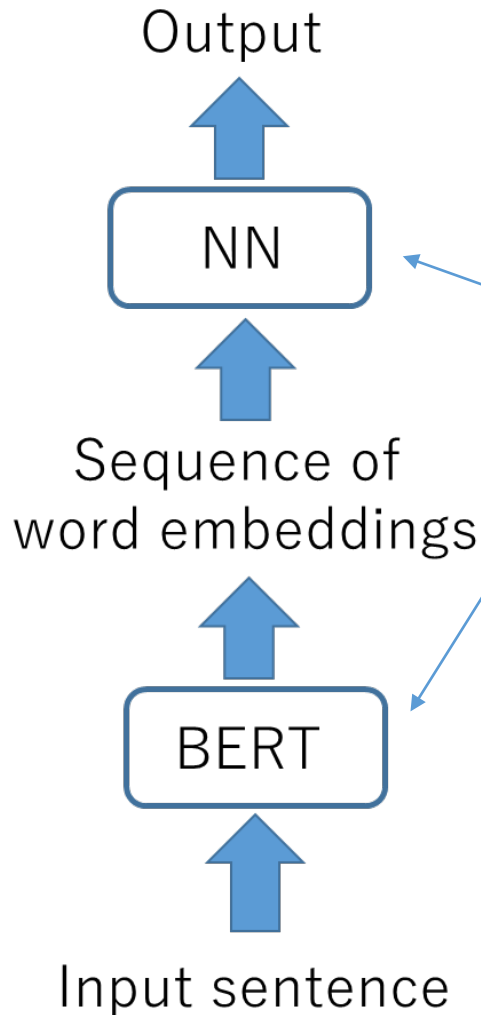 Output
NN
Sequence of
word embeddings
BERT
Input sentence